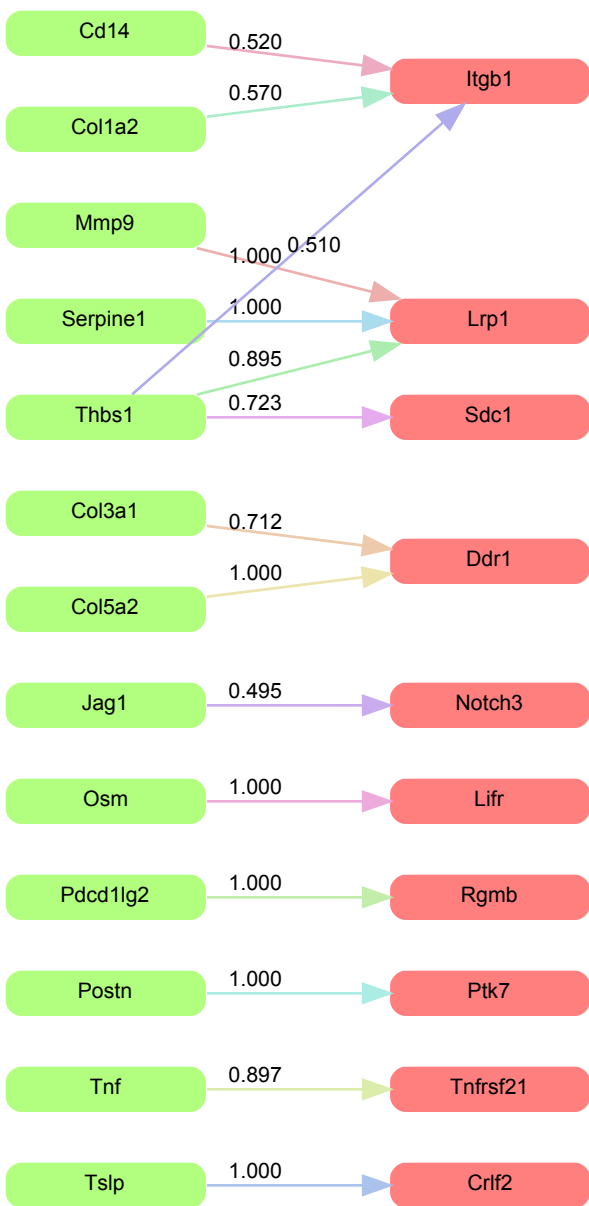 Cd14
0.520
Itgb1
Col1a2
0.570
Mmp9
1.000
0.510
Serpine1
1.000
Lrp1
0.895
Thbs1
0.723
Sdc1
Col3a1
0.712
Ddr1
Col5a2
1.000
Jag1
0.495
Notch3
Osm
1.000
Lifr
Pdcd1lg2
1.000
Rgmb
Postn
1.000
Ptk7
Tnf
0.897
Tnfrsf21
Tslp
1.000
Crlf2